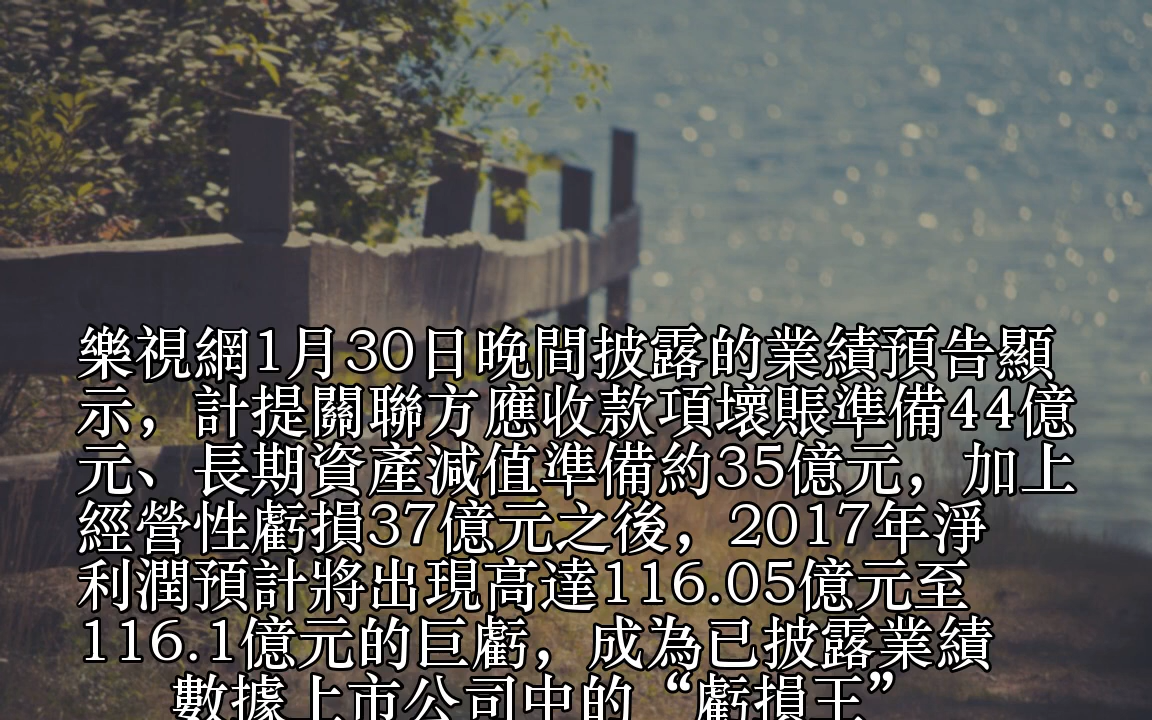 樂視網1月30日晚間披露的業績預告顯
示，計提關聯方應收款項壞賬準備44億
元、長期資產減值準備約35億元，加上
經營性虧損37億元之後，2017年淨
利潤預計將出現高達116.05億元至
116.1億元的巨虧，成為已披露業績
數據上市公司中的“虧損王”